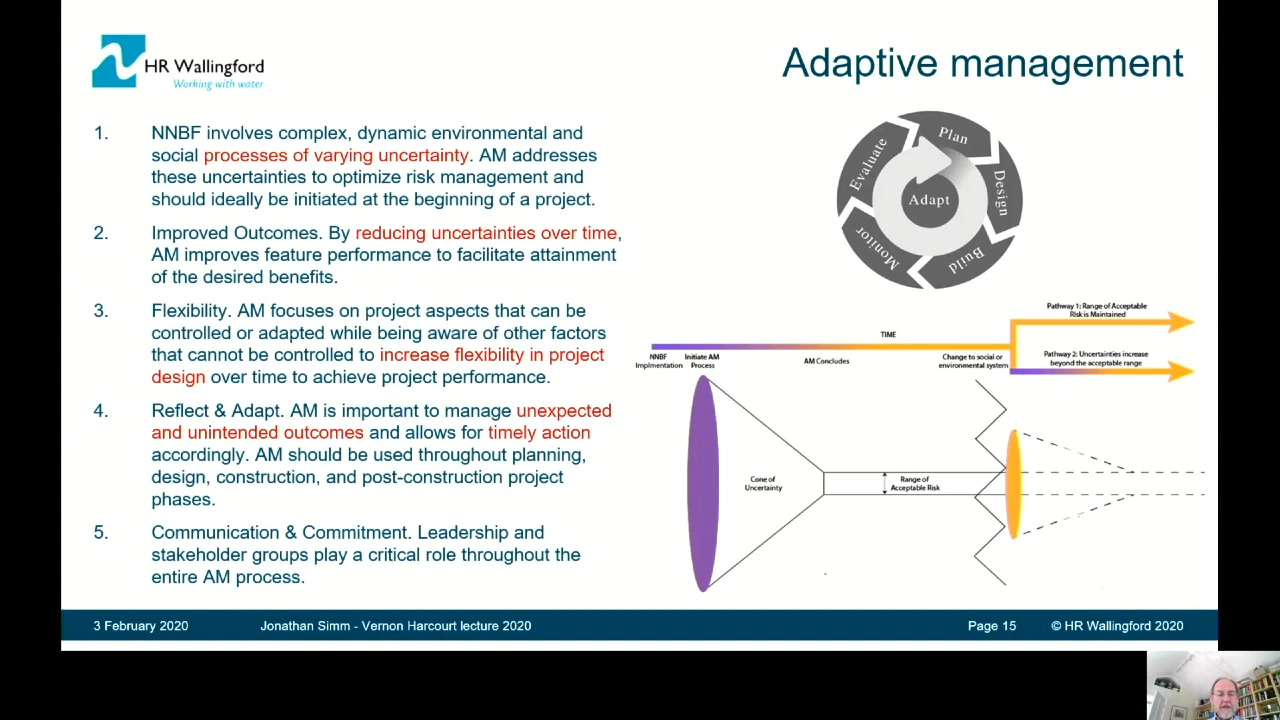 HR Wallingford
Working with water
Adaptive management
1. NNBF involves complex, dynamic environmental and
social processes of varying uncertainty. AM addresses
these uncertainties to optimize risk management and
should ideally be initiated at the beginning of a project.
2. Improved Outcomes. By reducing uncertainties over time,
AM improves feature performance to facilitate attainment
of the desired benefits.
3. Flexibility. AM focuses on project aspects that can be
controlled or adapted while being aware of other factors
that cannot be controlled to increase flexibility in project
design over time to achieve project performance.
4. Reflect & Adapt. AM is important to manage unexpected
and unintended outcomes and allows for timely action
accordingly. AM should be used throughout planning,
design, construction, and post-construction project
phases.
5. Communication & Commitment. Leadership and
stakeholder groups play a critical role throughout the
entire AM process.
Plan
Design
Build
Monitor
Evaluate
Adapt
Pathway 1: Range of Acceptable
Risk is Maintained
TIME
NNBF
Implmentation
Initiate AM
Process
AM Concludes
Change to social or
environmental system
Pathway 2: Uncertainties increase
beyond the acceptable range
Cone of
Uncertainty
Range of
Acceptable Risk
3 February 2020
Jonathan Simm - Vernon Harcourt lecture 2020
Page 15
© HR Wallingford 2020